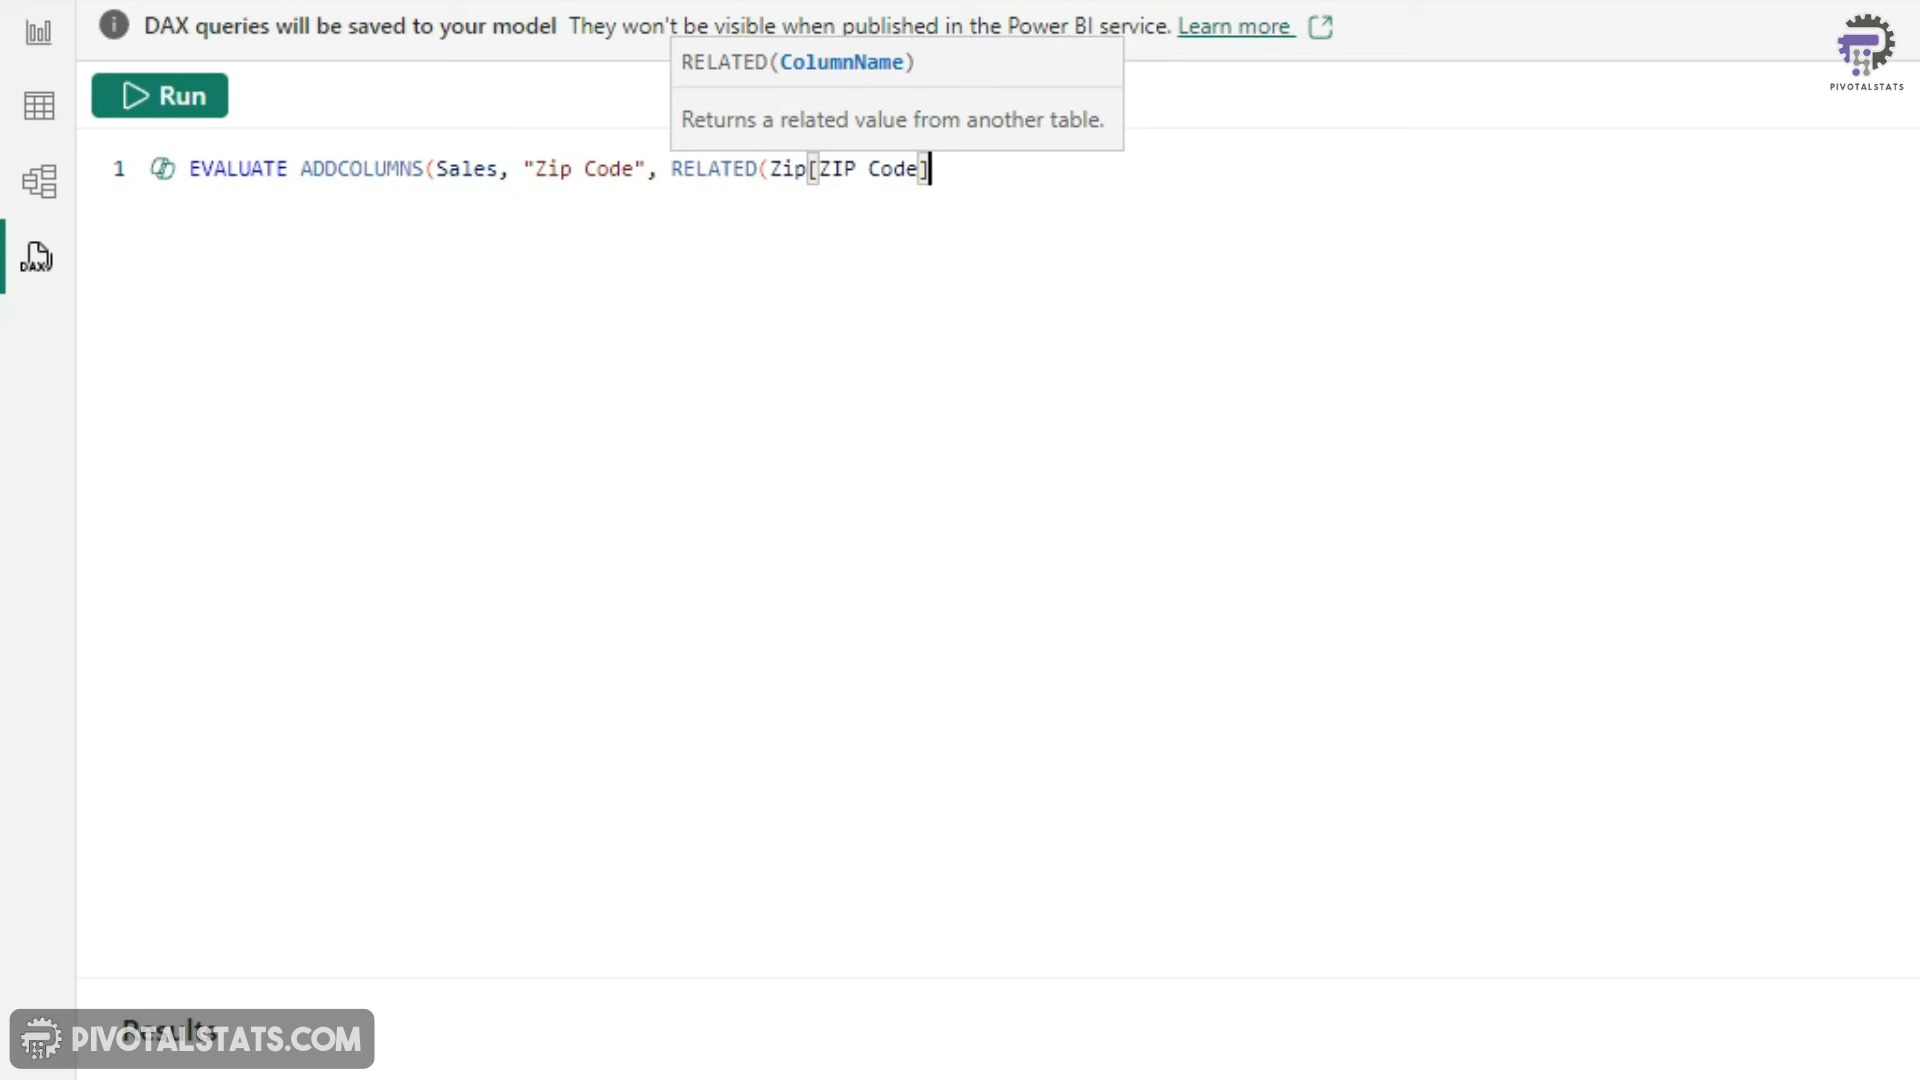 DAX queries will be saved to your model They won't be visible when published in the Power BI service. Learn more
PIVOTALSTATS
RELATED(ColumnName)
Returns a related value from another table.
Run
1 EVALUATE ADDCOLUMNS(Sales, "Zip Code", RELATED(Zip[ZIP Code]
DAX
Results
PIVOTALSTATS.COM